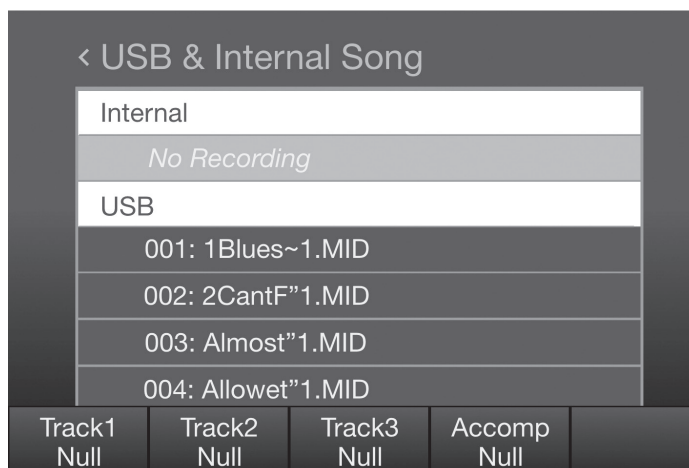 < USB & Internal Song
Internal
No Recording
USB
001: 1Blues~1.MID
002: 2CantF”1.MID
003: Almost”1.MID
004: Allowet”1.MID
Track1 Track2 Track3 Accomp
Null Null Null Null